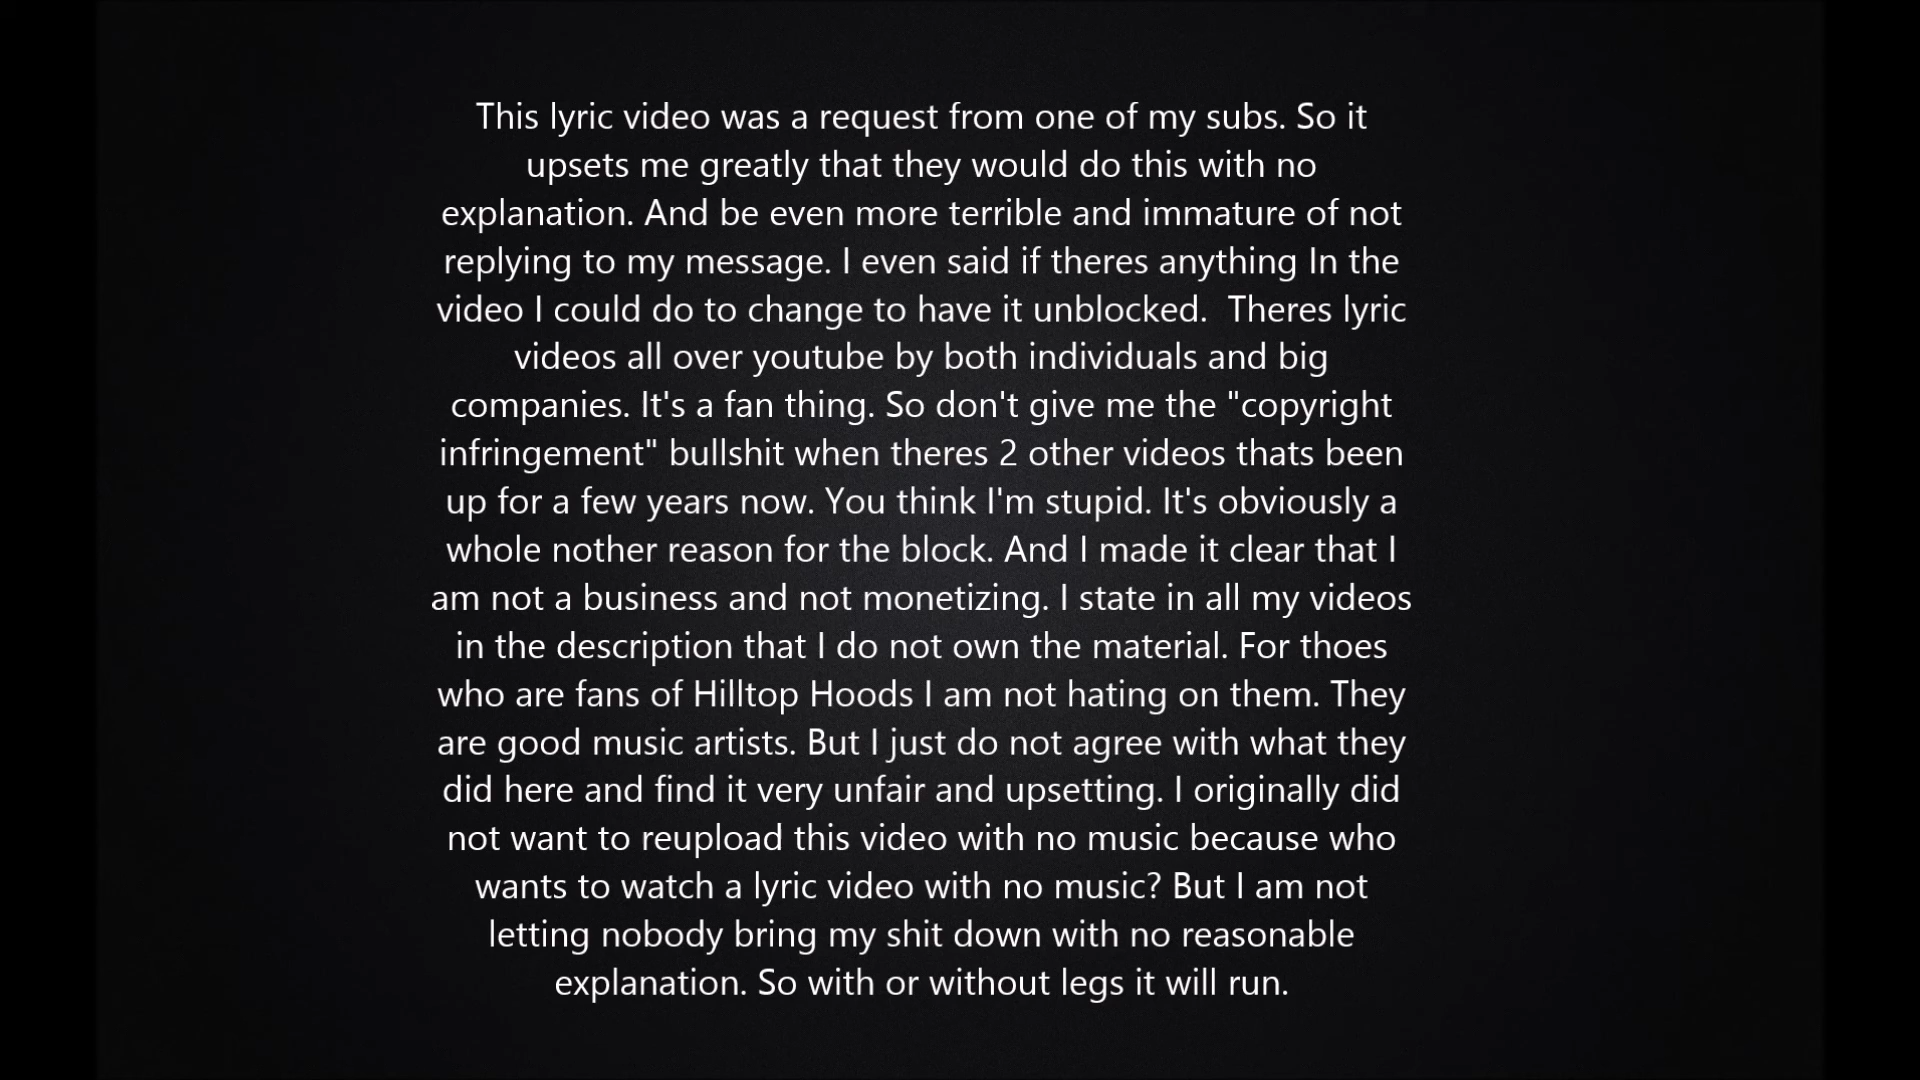 This lyric video was a request from one of my subs. So it
upsets me greatly that they would do this with no
explanation. And be even more terrible and immature of not
replying to my message. I even said if theres anything In the
video I could do to change to have it unblocked.  Theres lyric
videos all over youtube by both individuals and big
companies. It's a fan thing. So don't give me the "copyright
infringement" bullshit when theres 2 other videos thats been
up for a few years now. You think I'm stupid. It's obviously a
whole nother reason for the block. And I made it clear that I
am not a business and not monetizing. I state in all my videos
in the description that I do not own the material. For thoes
who are fans of Hilltop Hoods I am not hating on them. They
are good music artists. But I just do not agree with what they
did here and find it very unfair and upsetting. I originally did
not want to reupload this video with no music because who
wants to watch a lyric video with no music? But I am not
letting nobody bring my shit down with no reasonable
explanation. So with or without legs it will run.